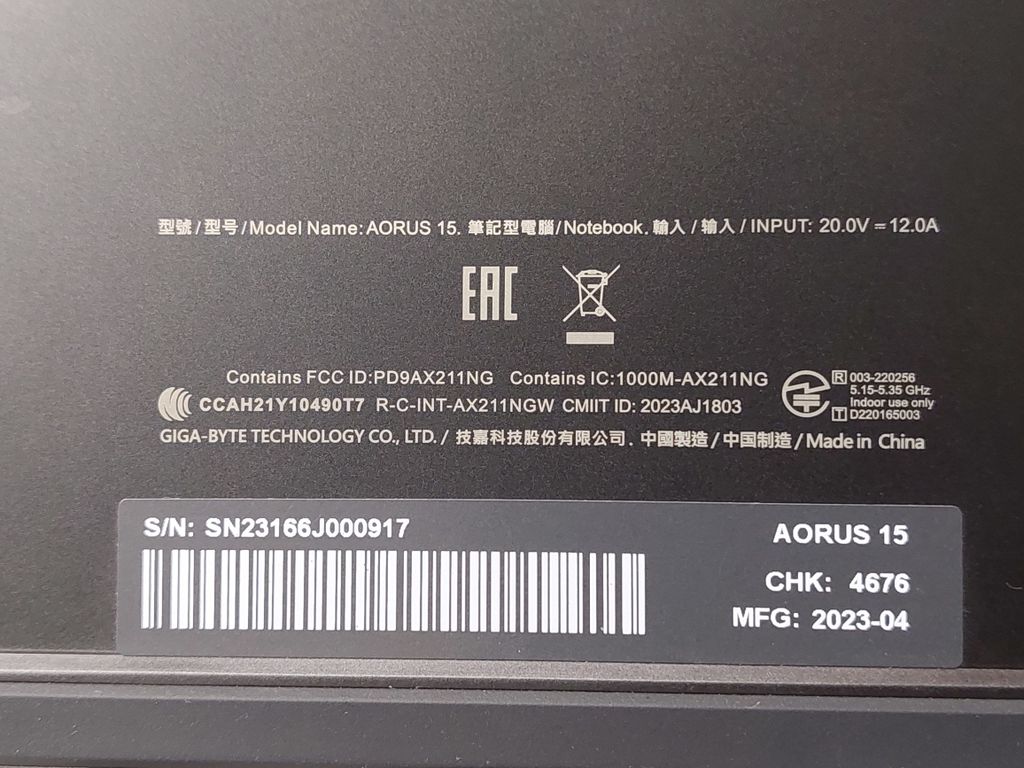 型號/型号/Model Name: AORUS 15. 筆記型電腦/Notebook. 輸入/输入/INPUT: 20.0V⎓12.0A
EAC
Contains FCC ID:PD9AX211NG Contains IC:1000M-AX211NG
CCAH21Y10490T7 R-C-INT-AX211NGW CMIIT ID: 2023AJ1803
R 003-220256
5.15-5.35 GHz
Indoor use only
T D220165003
GIGA-BYTE TECHNOLOGY CO., LTD. / 技嘉科技股份有限公司. 中國製造/中国制造/Made in China
S/N: SN23166J000917
AORUS 15
CHK: 4676
MFG: 2023-04